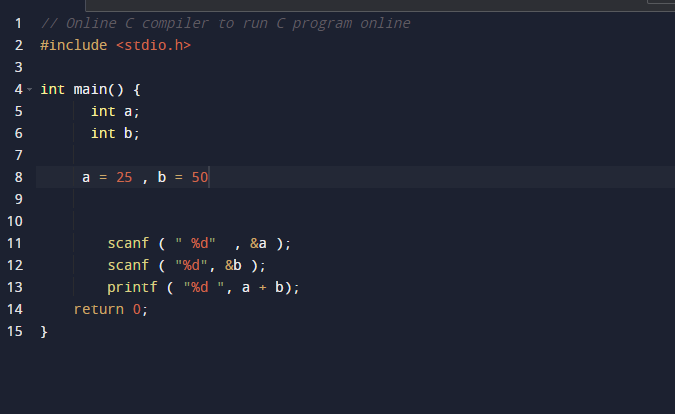 1 // Online C compiler to run C program online
2 #include <stdio.h>
3
4 int main() {
5 int a;
6 int b;
7
8 a = 25 , b = 50
9
10
11 scanf ( " %d"  , &a );
12 scanf ( "%d", &b );
13 printf ( "%d ", a + b);
14 return 0;
15 }